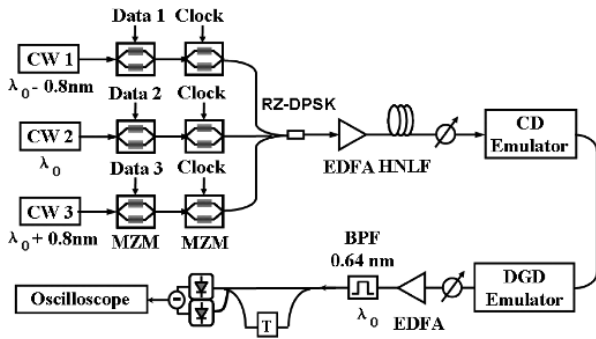 Data 1 Clock
CW 1
λ0 - 0.8nm
Data 2 Clock
RZ-DPSK
CW 2
λ0
Data 3 Clock
EDFA HNLF
CD
Emulator
CW 3
λ0 + 0.8nm
MZM MZM
BPF
0.64 nm
Oscilloscope
T
λ0
EDFA
DGD
Emulator